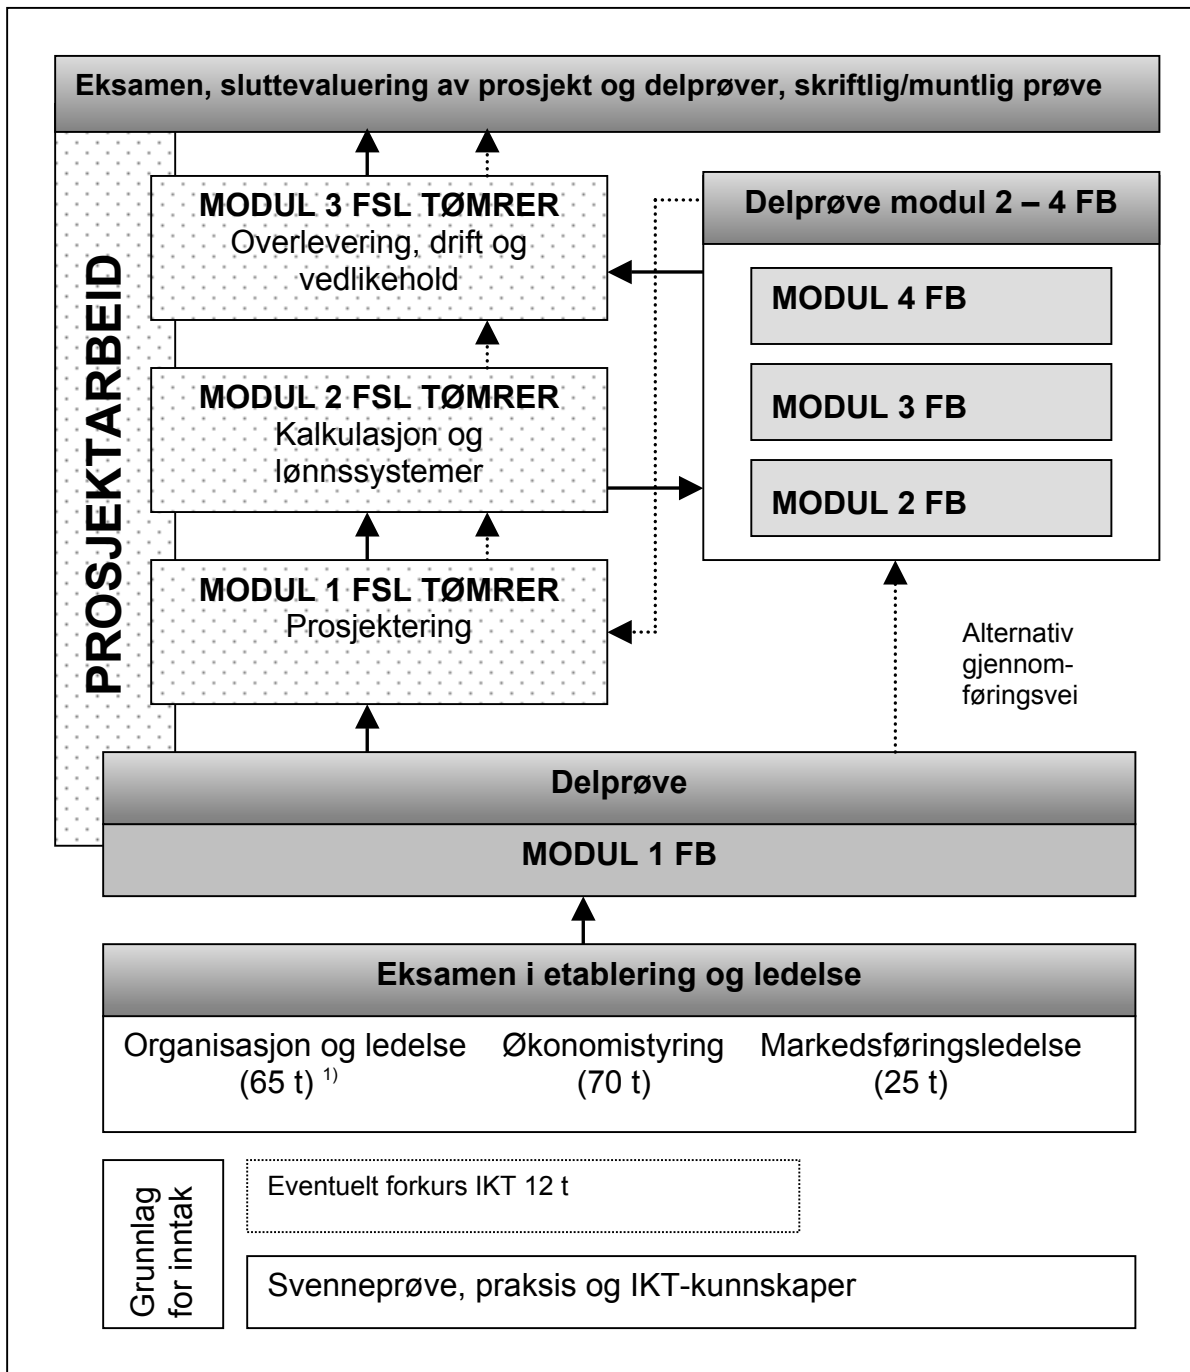 Eksamen, sluttevaluering av prosjekt og delprøver, skriftlig/muntlig prøve
PROSJEKTARBEID
MODUL 3 FSL TØMRER
Overlevering, drift og
vedlikehold
MODUL 2 FSL TØMRER
Kalkulasjon og
lønnssystemer
MODUL 1 FSL TØMRER
Prosjektering
Delprøve modul 2 – 4 FB
MODUL 4 FB
MODUL 3 FB
MODUL 2 FB
Alternativ
gjennom-
føringsvei
Delprøve
MODUL 1 FB
Eksamen i etablering og ledelse
Organisasjon og ledelse
(65 t) 1)
Økonomistyring
(70 t)
Markedsføringsledelse
(25 t)
Grunnlag
for inntak
Eventuelt forkurs IKT 12 t
Svenneprøve, praksis og IKT-kunnskaper